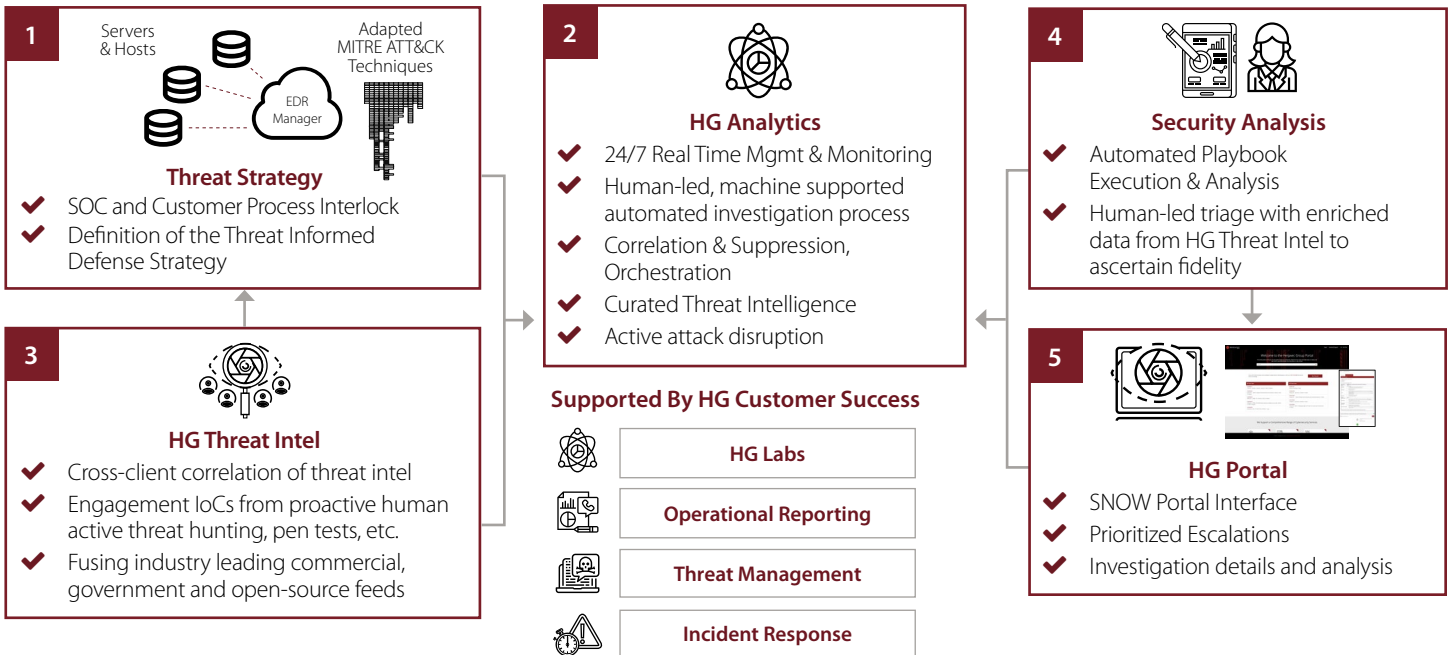 1
Servers
& Hosts
EDR
Manager
Adapted
MITRE ATT&CK
Techniques
Threat Strategy
SOC and Customer Process Interlock
Definition of the Threat Informed
Defense Strategy
2
HG Analytics
24/7 Real Time Mgmt & Monitoring
Human-led, machine supported
automated investigation process
Correlation & Suppression,
Orchestration
Curated Threat Intelligence
Active attack disruption
3
HG Threat Intel
Cross-client correlation of threat intel
Engagement IoCs from proactive human
active threat hunting, pen tests, etc.
Fusing industry leading commercial,
government and open-source feeds
Supported By HG Customer Success
HG Labs
Operational Reporting
Threat Management
Incident Response
4
Security Analysis
Automated Playbook
Execution & Analysis
Human-led triage with enriched
data from HG Threat Intel to
ascertain fidelity
5
HG Portal
SNOW Portal Interface
Prioritized Escalations
Investigation details and analysis